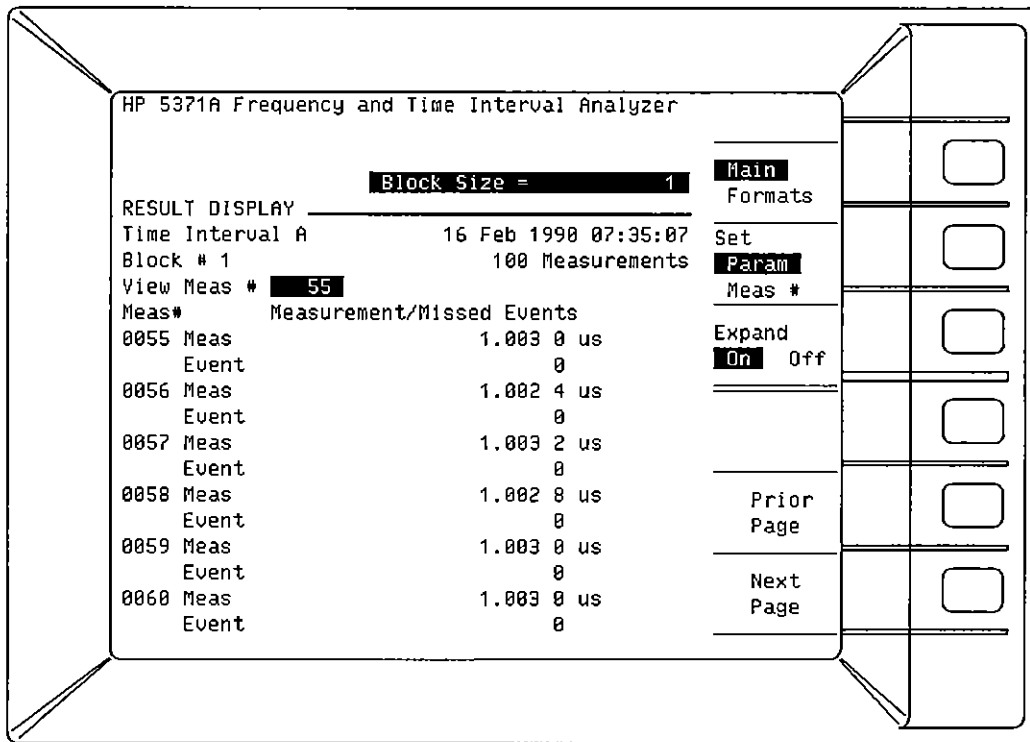 HP 5371A Frequency and Time Interval Analyzer
Block Size = 1
RESULT DISPLAY
Time Interval A 16 Feb 1990 07:35:07
Block # 1 100 Measurements
View Meas # 55
Meas# Measurement/Missed Events
0055 Meas 1.003 0 us
Event 0
0056 Meas 1.002 4 us
Event 0
0057 Meas 1.003 2 us
Event 0
0058 Meas 1.002 8 us
Event 0
0059 Meas 1.003 0 us
Event 0
0060 Meas 1.003 0 us
Event 0
Main
Formats
Set
Param
Meas #
Expand
On Off
Prior
Page
Next
Page